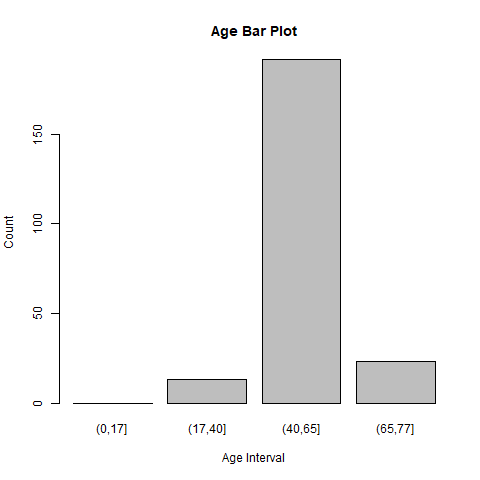 Age Bar Plot
150
100
50
0
Count
(0,17]
(17,40]
(40,65]
(65,77]
Age Interval